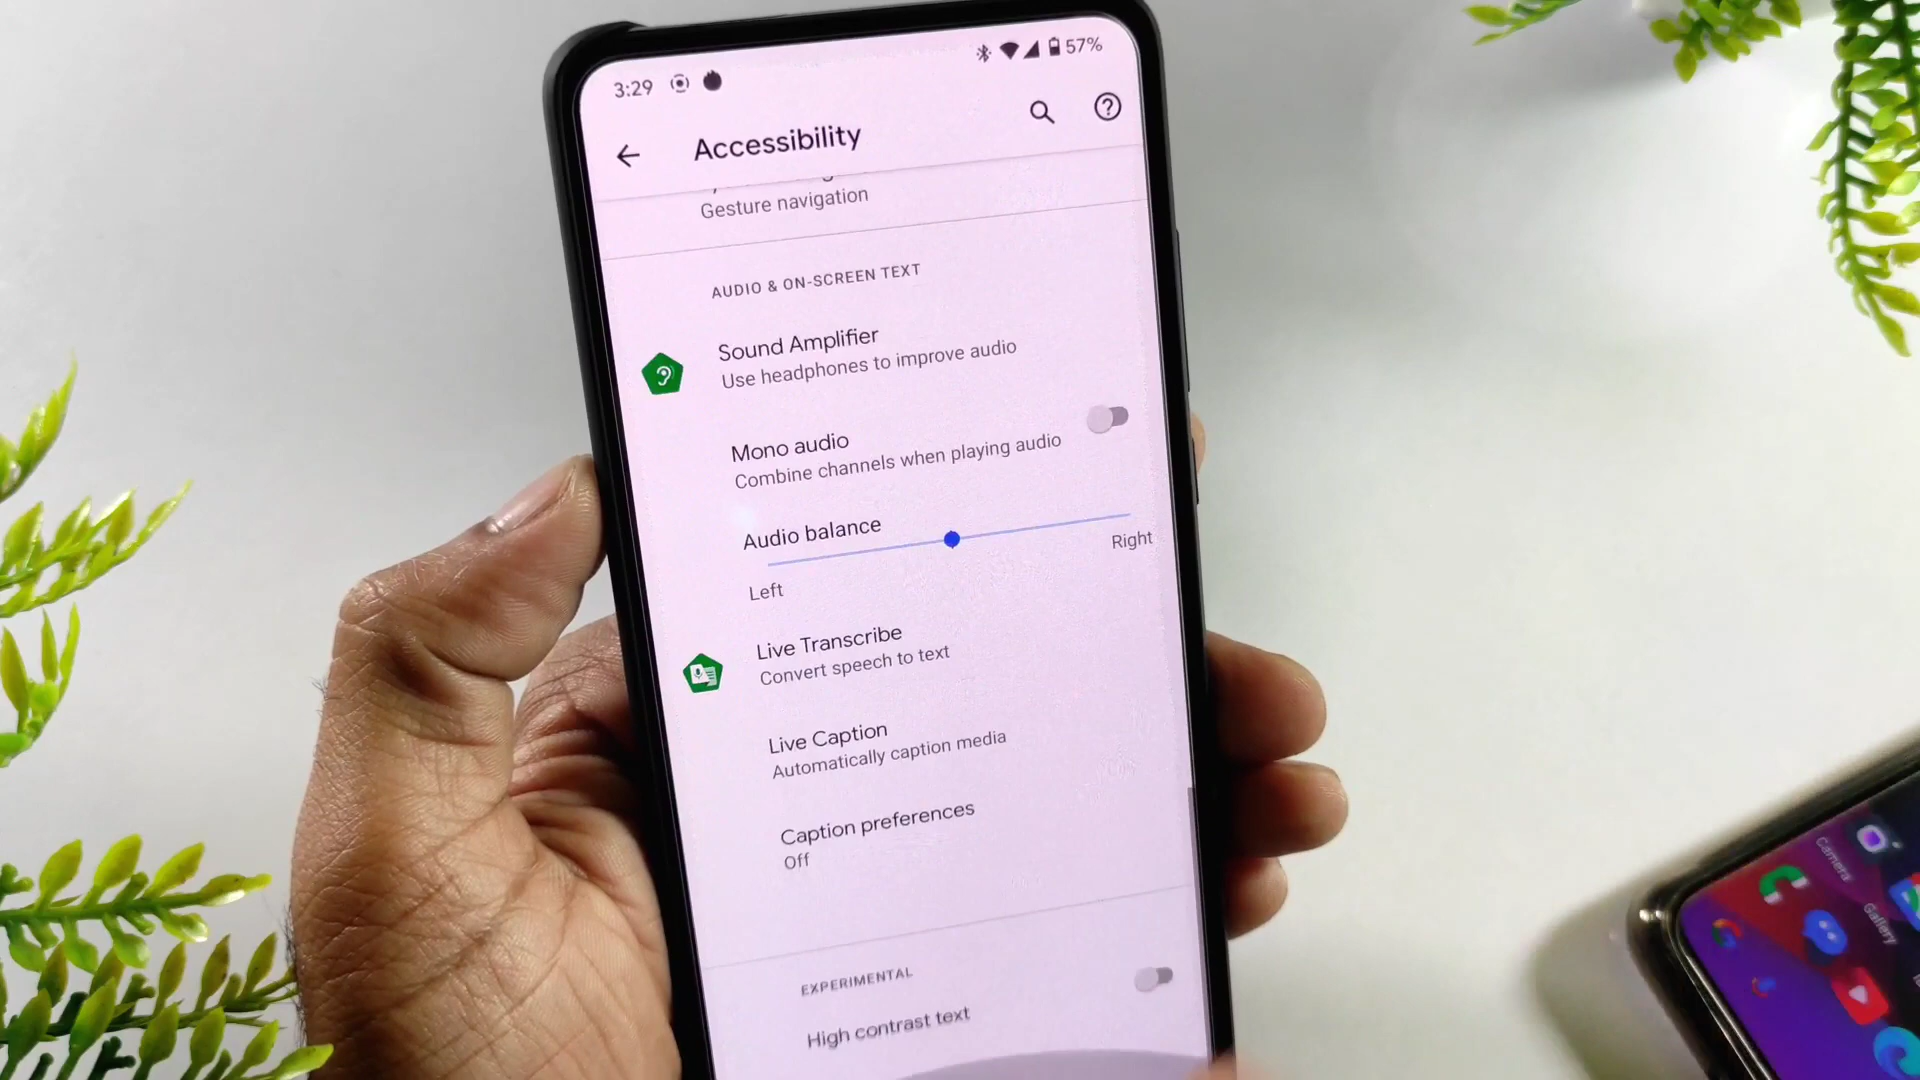 3:29
57%
Accessibility
Gesture navigation
AUDIO & ON-SCREEN TEXT
Sound Amplifier
Use headphones to improve audio
Mono audio
Combine channels when playing audio
Audio balance
Left
Right
Live Transcribe
Convert speech to text
Live Caption
Automatically caption media
Caption preferences
Off
EXPERIMENTAL
High contrast text
Camera
Gallery